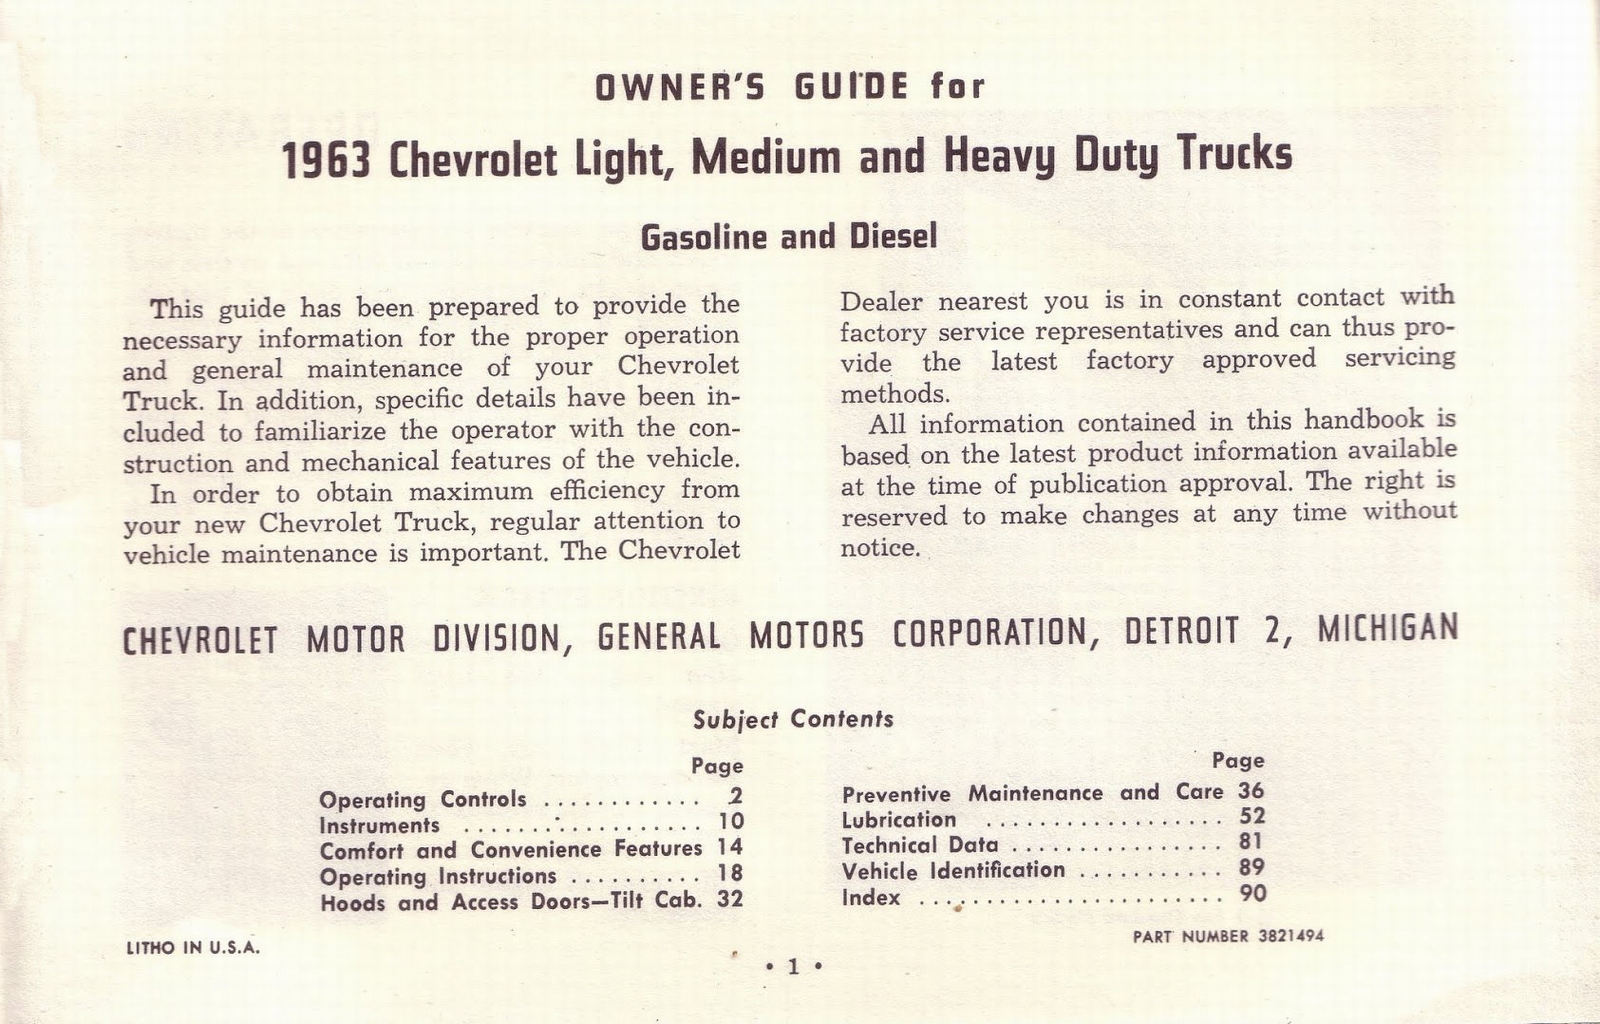 OWNER'S GUIDE for
1963 Chevrolet Light, Medium and Heavy Duty Trucks
Gasoline and Diesel
This guide has been prepared to provide the
necessary information for the proper operation
and general maintenance of your Chevrolet
Truck. In addition, specific details have been in-
cluded to familiarize the operator with the con-
struction and mechanical features of the vehicle.
In order to obtain maximum efficiency from
your new Chevrolet Truck, regular attention to
vehicle maintenance is important. The Chevrolet
Dealer nearest you is in constant contact with
factory service representatives and can thus pro-
vide the latest factory approved servicing
methods.
All information contained in this handbook is
based on the latest product information available
at the time of publication approval. The right is
reserved to make changes at any time without
notice.
CHEVROLET MOTOR DIVISION, GENERAL MOTORS CORPORATION, DETROIT 2, MICHIGAN
Subject Contents
Page
Operating Controls ............ 2
Instruments .................. 10
Comfort and Convenience Features 14
Operating Instructions .......... 18
Hoods and Access Doors—Tilt Cab. 32
Page
Preventive Maintenance and Care 36
Lubrication .................. 52
Technical Data ................ 81
Vehicle Identification ........... 89
Index ........................ 90
LITHO IN U.S.A.
PART NUMBER 3821494
• 1 •